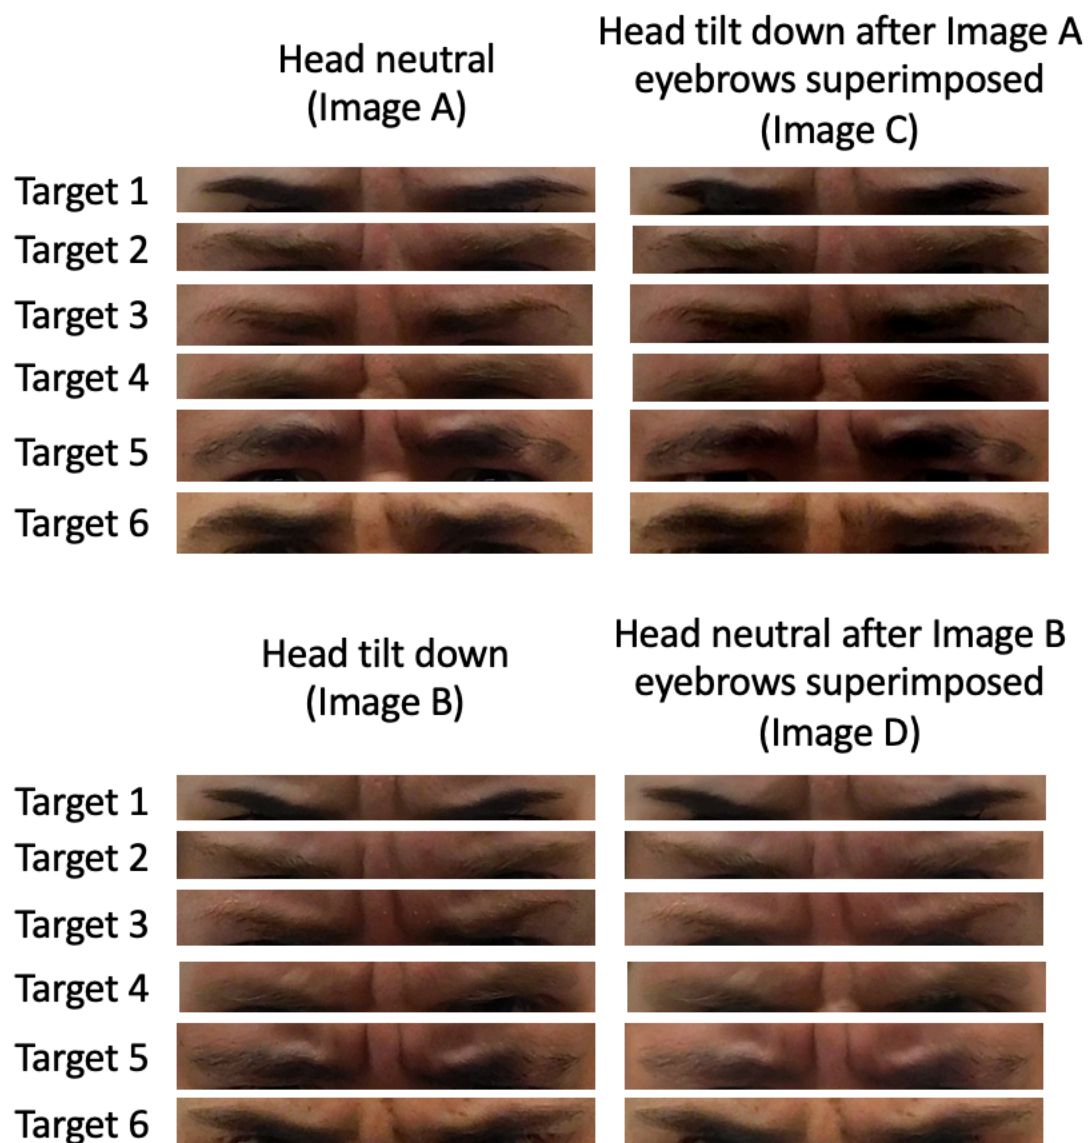 Head neutral
(Image A)
Head tilt down after Image A
eyebrows superimposed
(Image C)
Target 1
Target 2
Target 3
Target 4
Target 5
Target 6
Head tilt down
(Image B)
Head neutral after Image B
eyebrows superimposed
(Image D)
Target 1
Target 2
Target 3
Target 4
Target 5
Target 6